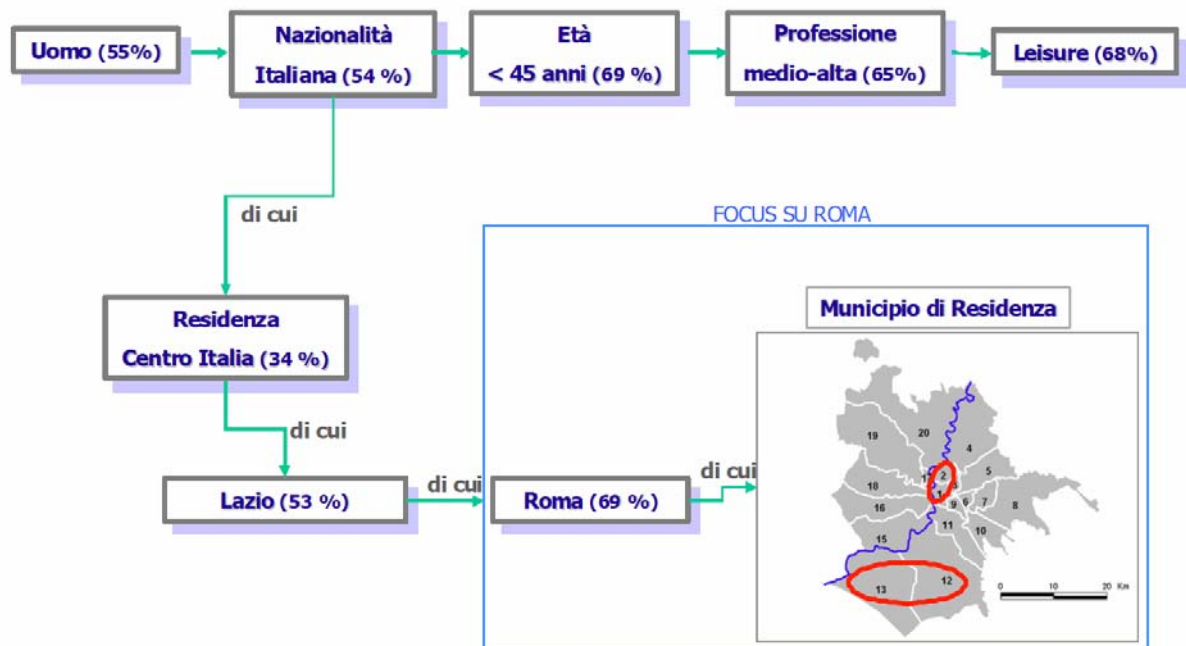 Uomo (55%)
Nazionalità
Italiana (54 %)
Età
< 45 anni (69 %)
Professione
medio-alta (65%)
Leisure (68%)
di cui
FOCUS SU ROMA
Residenza
Centro Italia (34 %)
di cui
Lazio (53 %)
di cui
Roma (69 %)
di cui
Municipio di Residenza
20
19
4
2
5
18
1
6
7
8
9
16
11
10
15
13
12
0
10
20 Km